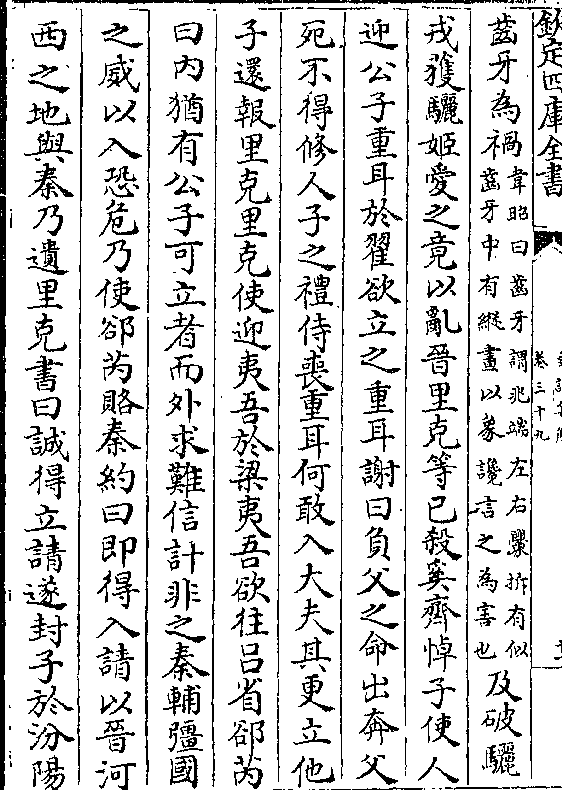 欽定四庫全書
卷三十九
齒牙為禍韋昭曰齒牙謂兆端左右舋拆有似齒牙中有縱畫以象讒言之為害也及破驪
戎獲驪姬愛之竟以亂晉里克等已殺奚齊悼子使人
迎公子重耳於翟欲立之重耳謝曰負父之命出奔父
死不得修人子之禮侍喪重耳何敢入大夫其更立他
子還報里克里克使迎夷吾於梁夷吾欲往呂省郤芮
曰内猶有公子可立者而外求難信計非之秦輔彊國
之威以入恐危乃使郤芮賂秦約曰即得入請以晉河
西之地與秦乃遺里克書曰誠得立請遂封子於汾陽